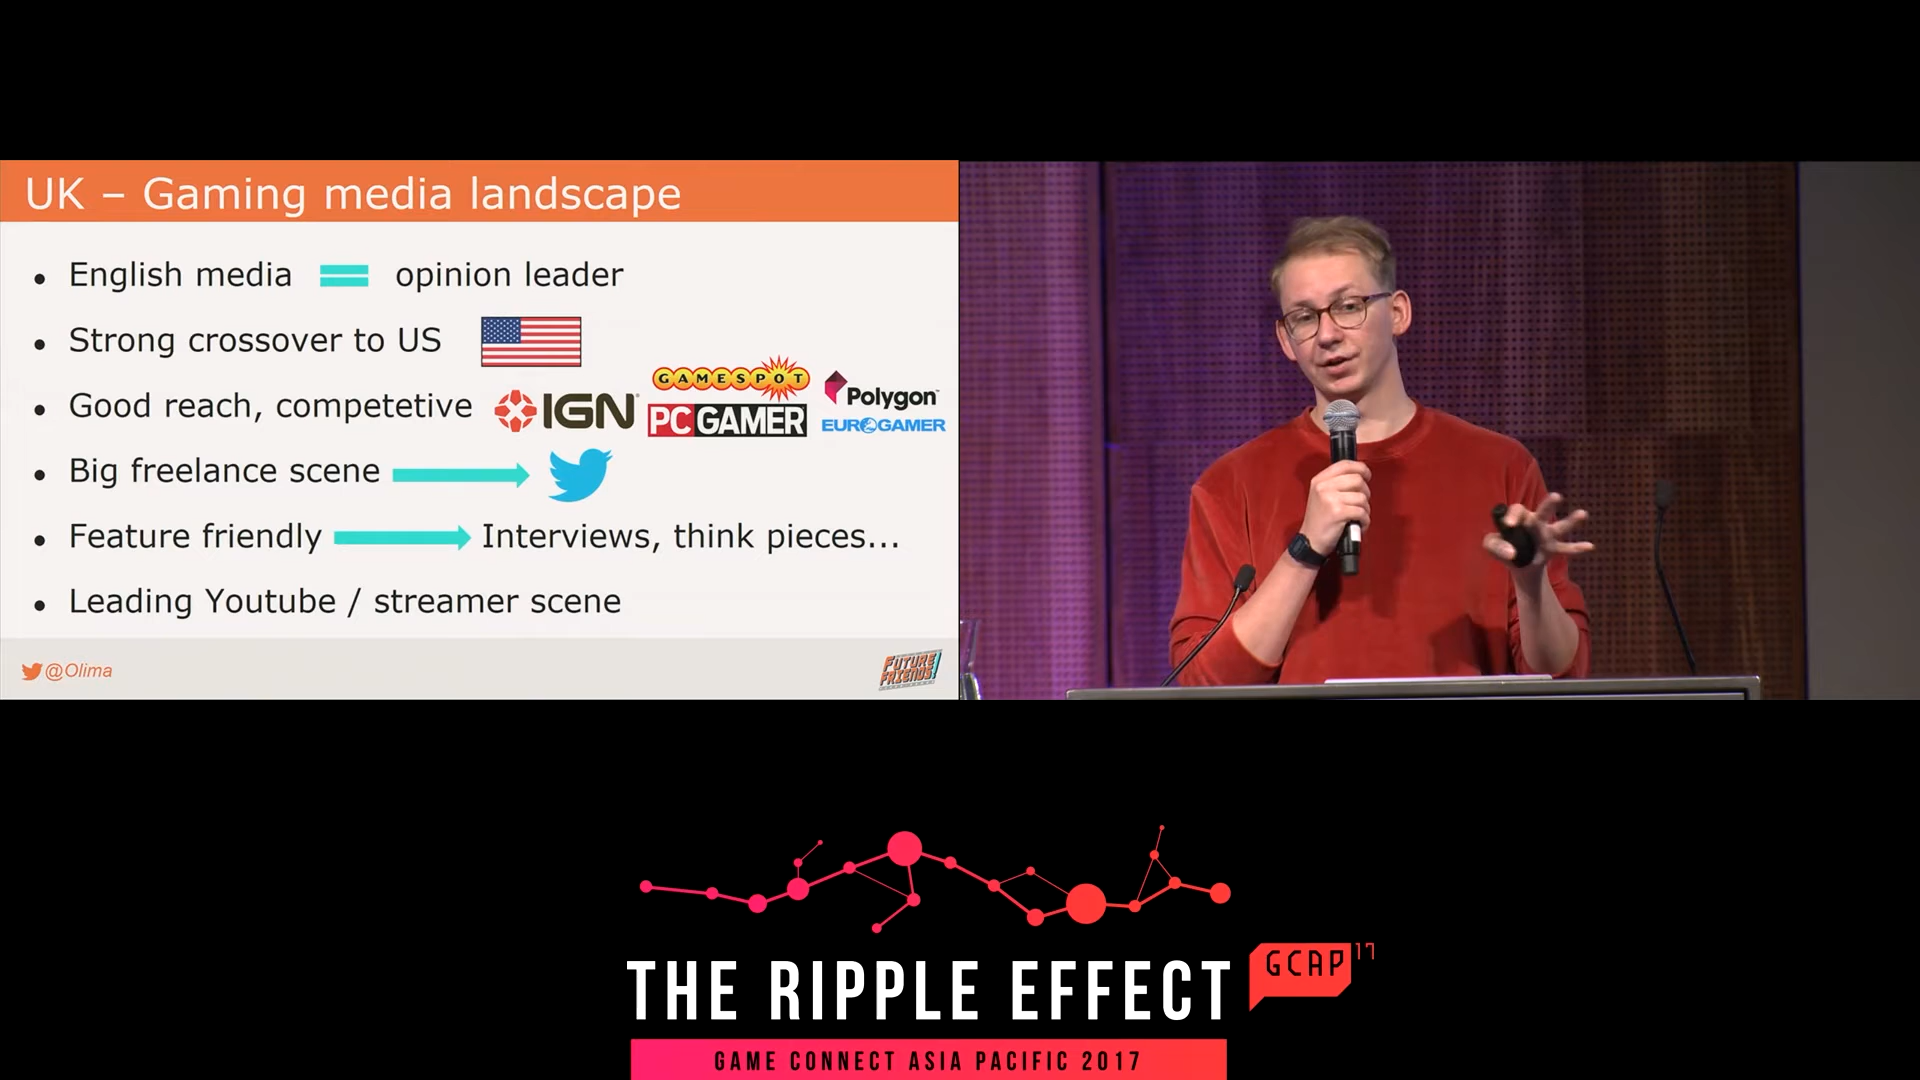 UK – Gaming media landscape
• English media = opinion leader
• Strong crossover to US
• Good reach, competetive IGN GAMESPOT PC GAMER Polygon EUROGAMER
• Big freelance scene
• Feature friendly Interviews, think pieces...
• Leading Youtube / streamer scene
@Olima
FUTURE FRIENDS!
THE RIPPLE EFFECT GCAP 17
GAME CONNECT ASIA PACIFIC 2017